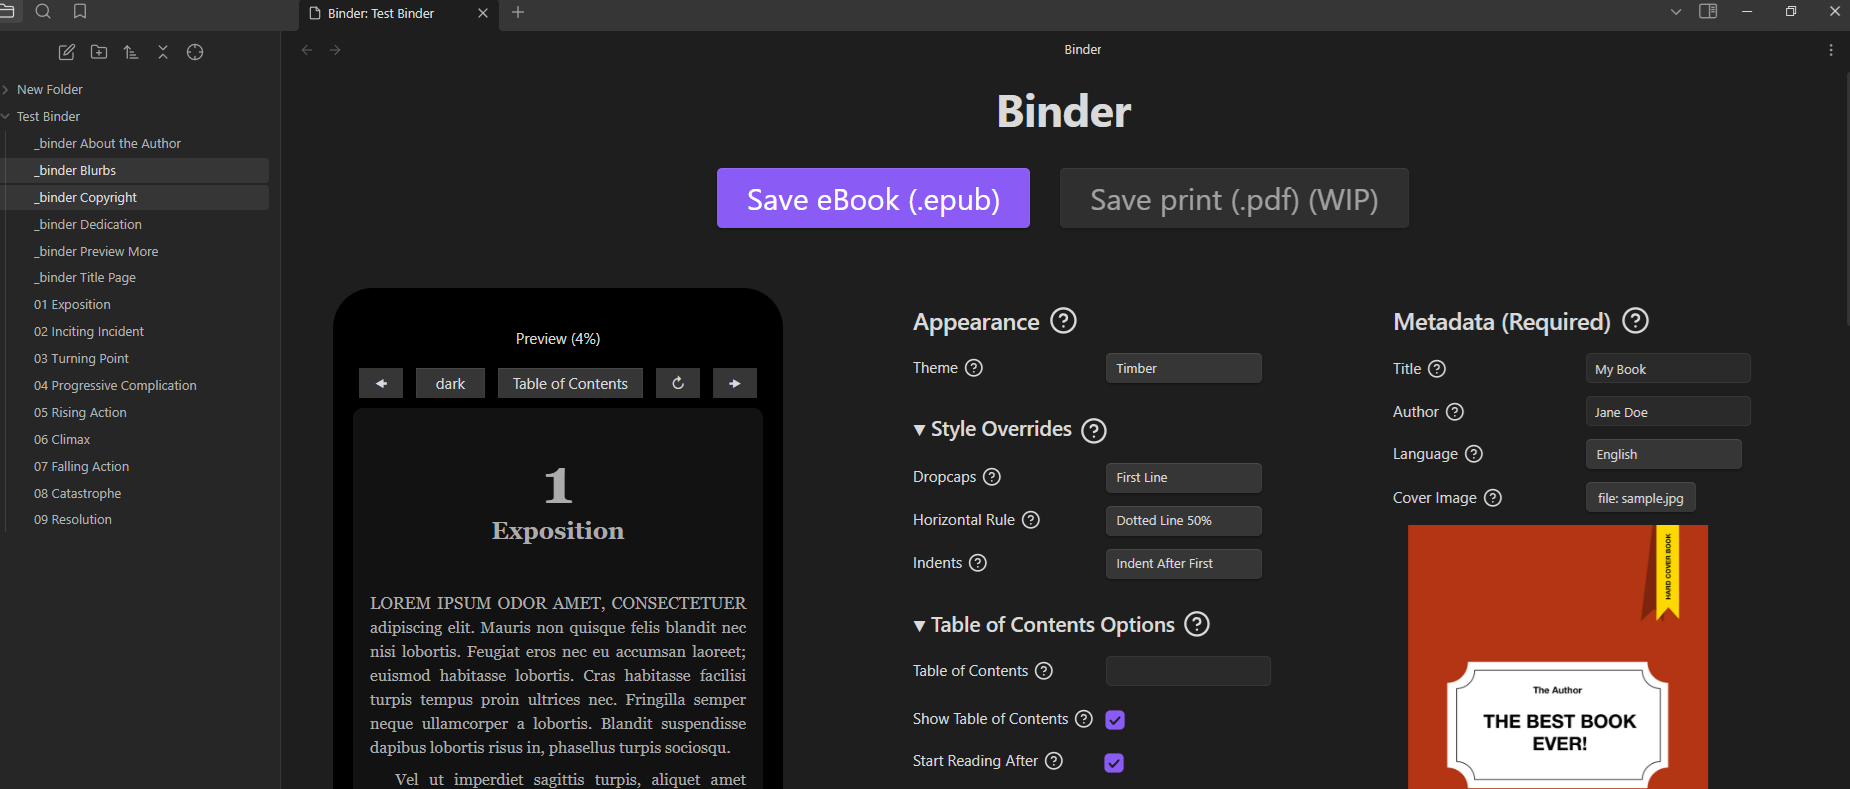 Binder: Test Binder
Binder
New Folder
Test Binder
_binder About the Author
_binder Blurbs
_binder Copyright
_binder Dedication
_binder Preview More
_binder Title Page
01 Exposition
02 Inciting Incident
03 Turning Point
04 Progressive Complication
05 Rising Action
06 Climax
07 Falling Action
08 Catastrophe
09 Resolution
Binder
Save eBook (.epub)
Save print (.pdf) (WIP)
Preview (4%)
dark
Table of Contents
1
Exposition
LOREM IPSUM ODOR AMET, CONSECTETUER
adipiscing elit. Mauris non quisque felis blandit nec
nisi lobortis. Feugiat eros nec eu accumsan laoreet;
euismod habitasse lobortis. Cras habitasse facilisi
turpis tempus proin ultrices nec. Fringilla semper
neque ullamcorper a lobortis. Blandit suspendisse
dapibus lobortis risus in, phasellus turpis sociosqu.
Vel ut imperdiet sagittis turpis, aliquet amet
Appearance
Theme
Timber
Style Overrides
Dropcaps
First Line
Horizontal Rule
Dotted Line 50%
Indents
Indent After First
Table of Contents Options
Table of Contents
Show Table of Contents
Start Reading After
Metadata (Required)
Title
My Book
Author
Jane Doe
Language
English
Cover Image
file: sample.jpg
HARD COVER BOOK
The Author
THE BEST BOOK
EVER!